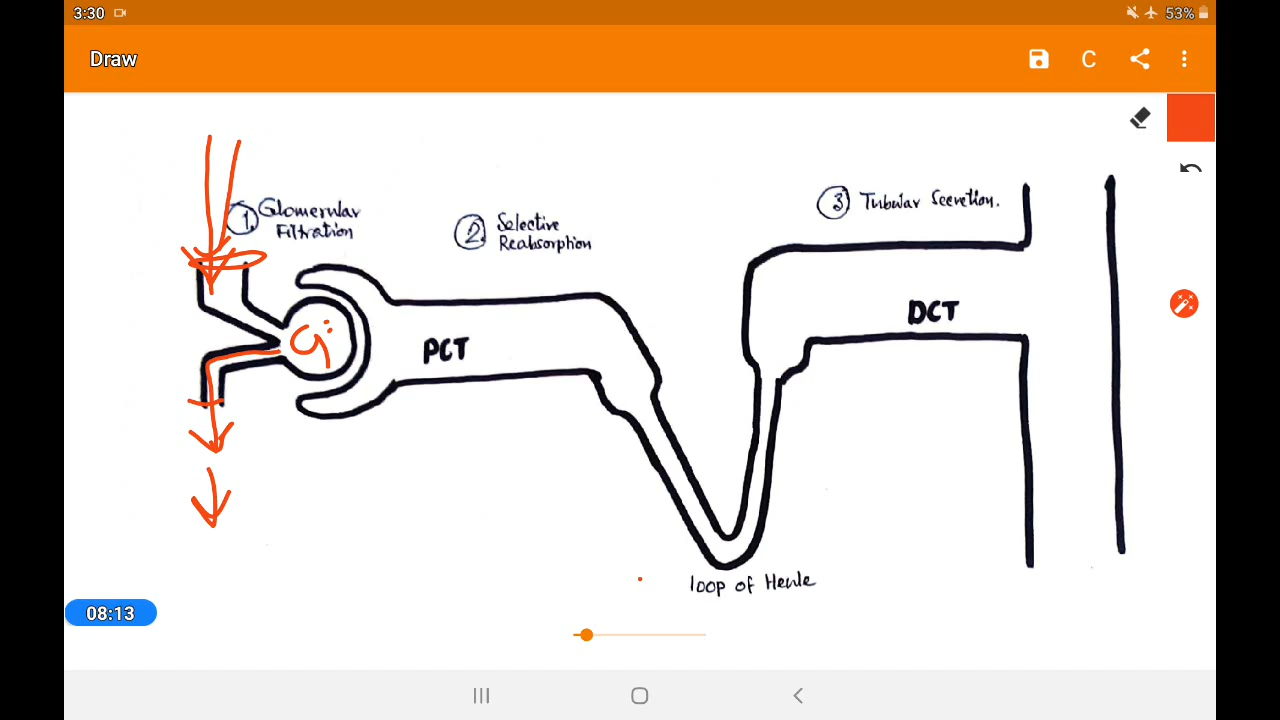 3:30
53%
Draw
C
1 Glomerular
Filtration
2 Selective
Reabsorption
3 Tubular Secretion.
G
PCT
DCT
loop of Henle
08:13